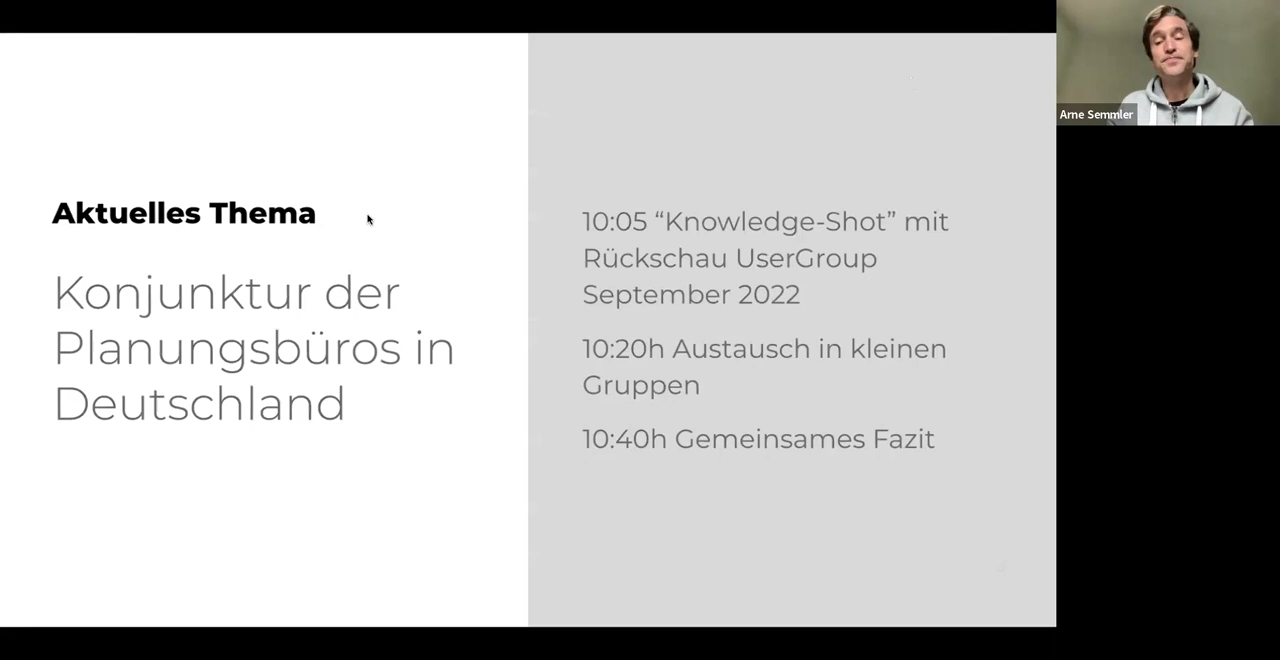 Aktuelles Thema
Konjunktur der
Planungsbüros in
Deutschland
10:05 “Knowledge-Shot” mit
Rückschau UserGroup
September 2022
10:20h Austausch in kleinen
Gruppen
10:40h Gemeinsames Fazit
Arne Semmler